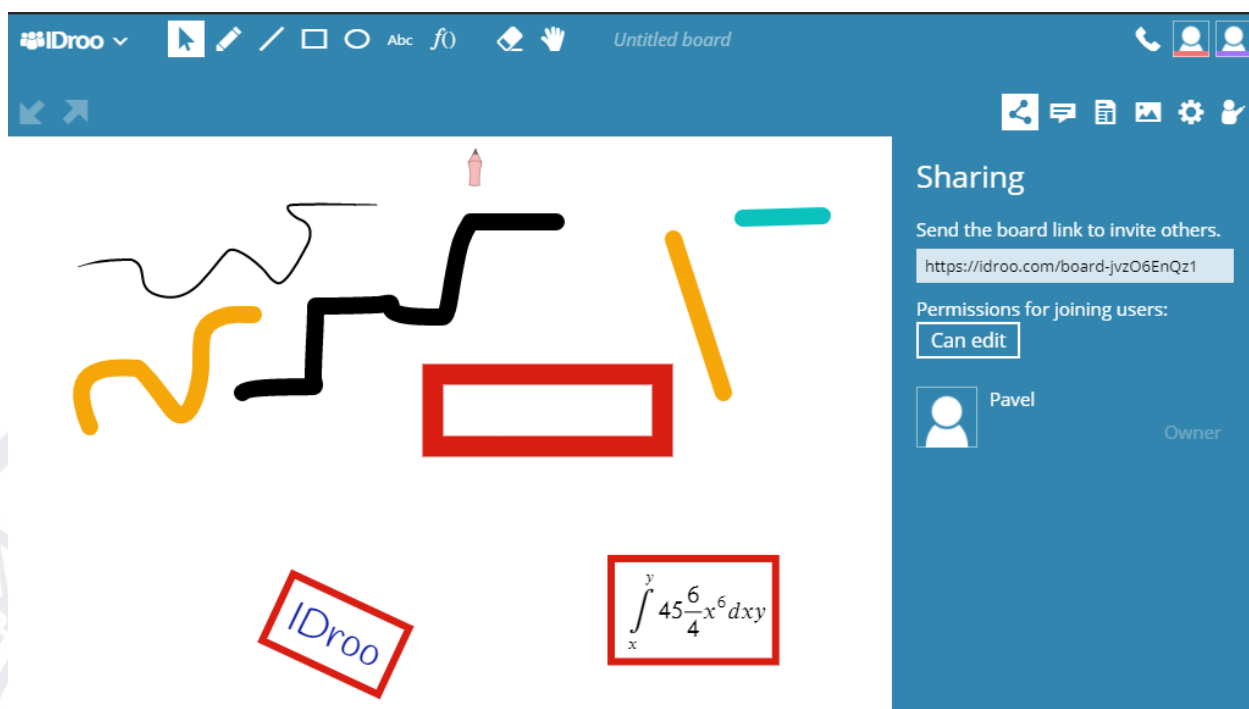 IDroo
Abc f() Untitled board
Sharing
Send the board link to invite others.
https://idroo.com/board-jvzO6EnQz1
Permissions for joining users:
Can edit
Pavel
Owner
IDroo
y
∫ 45 6/4 x⁶ dxy
x